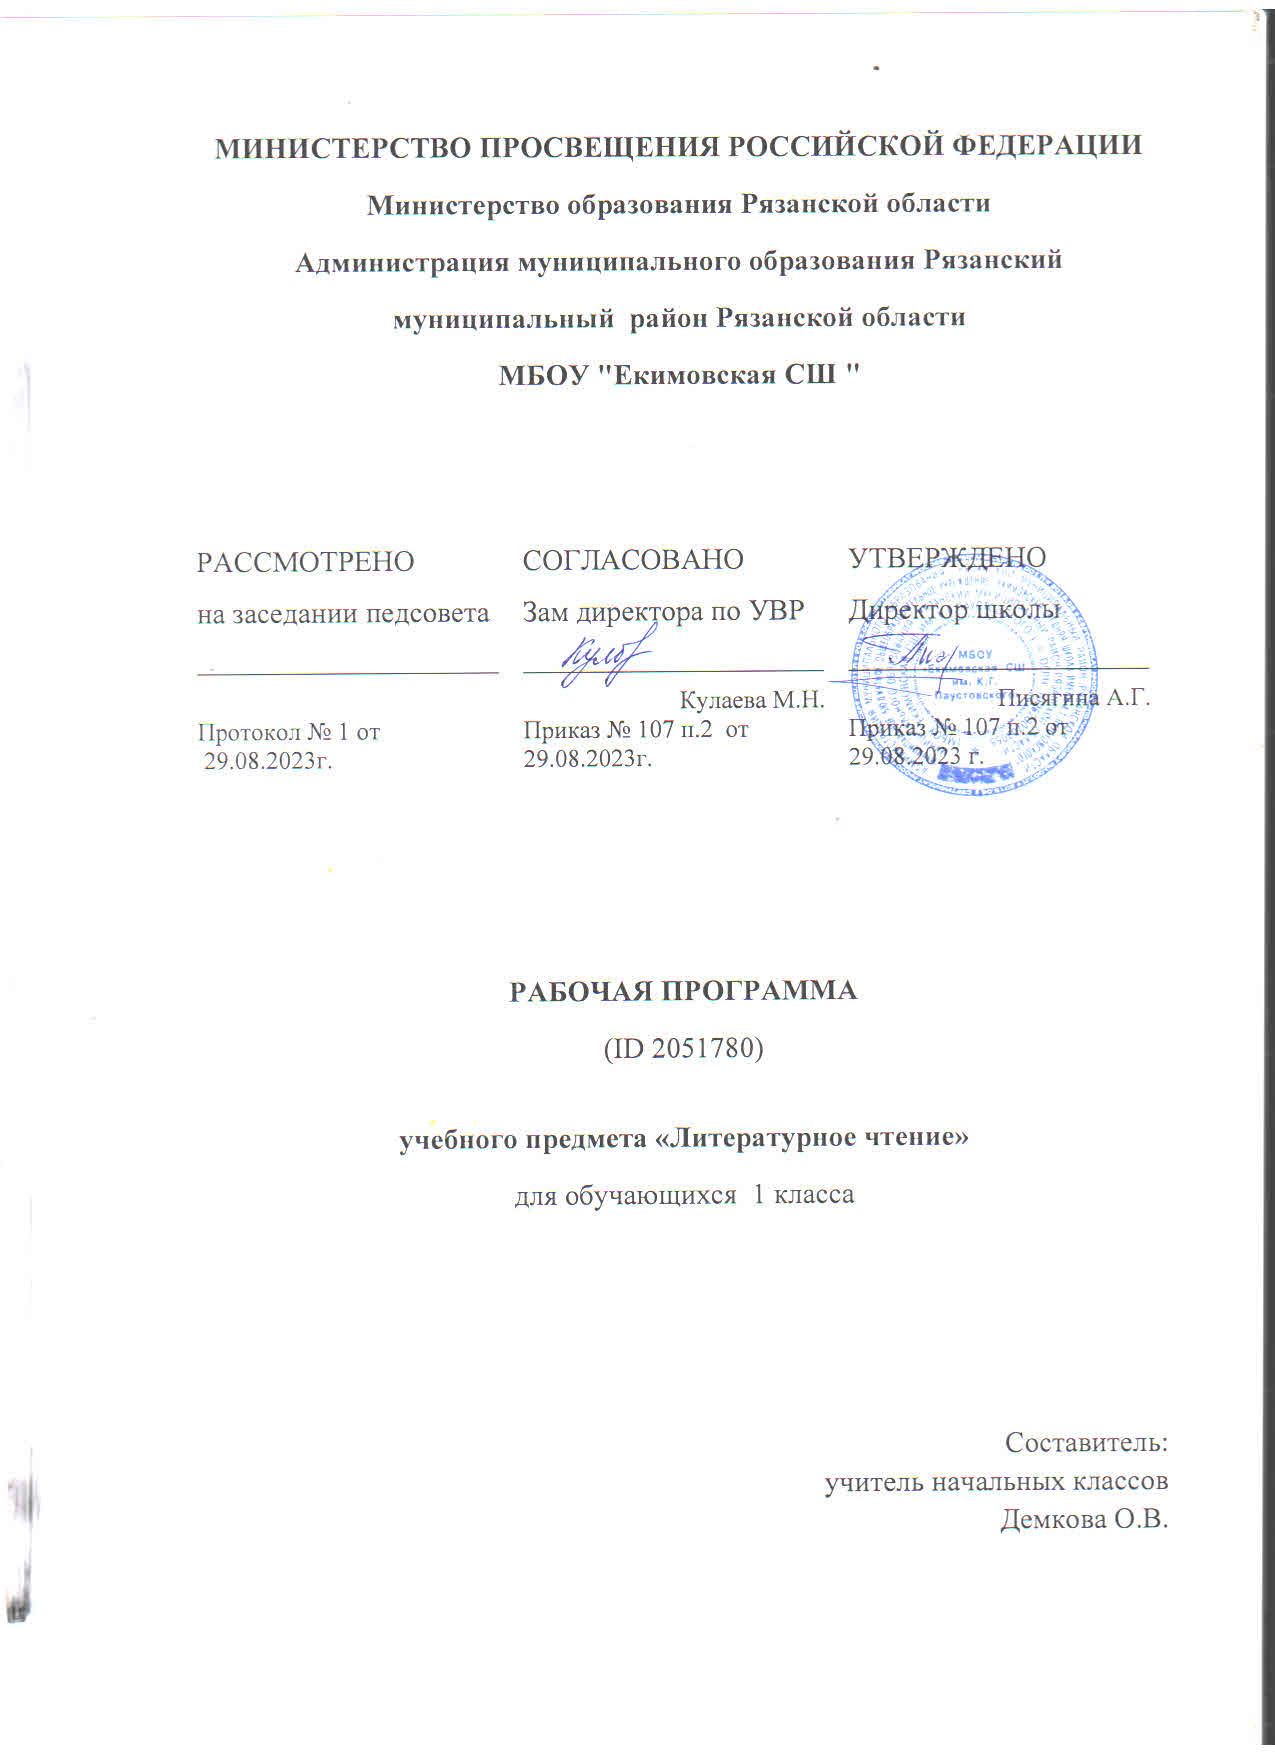 МИНИСТЕРСТВО ПРОСВЕЩЕНИЯ РОССИЙСКОЙ ФЕДЕРАЦИИ
Министерство образования Рязанской области
Администрация муниципального образования Рязанский
муниципальный район Рязанской области
МБОУ "Екимовская СШ "
РАССМОТРЕНО
на заседании педсовета
Протокол № 1 от
29.08.2023г.
СОГЛАСОВАНО
Зам директора по УВР
Кулаева М.Н.
Приказ № 107 п.2 от
29.08.2023г.
УТВЕРЖДЕНО
Директор школы
Писягина А.Г.
Приказ № 107 п.2 от
29.08.2023 г.
МБОУ
Екимовская СШ
им. К.Г.
Паустовского
РАБОЧАЯ ПРОГРАММА
(ID 2051780)
учебного предмета «Литературное чтение»
для обучающихся 1 класса
Составитель:
учитель начальных классов
Демкова О.В.